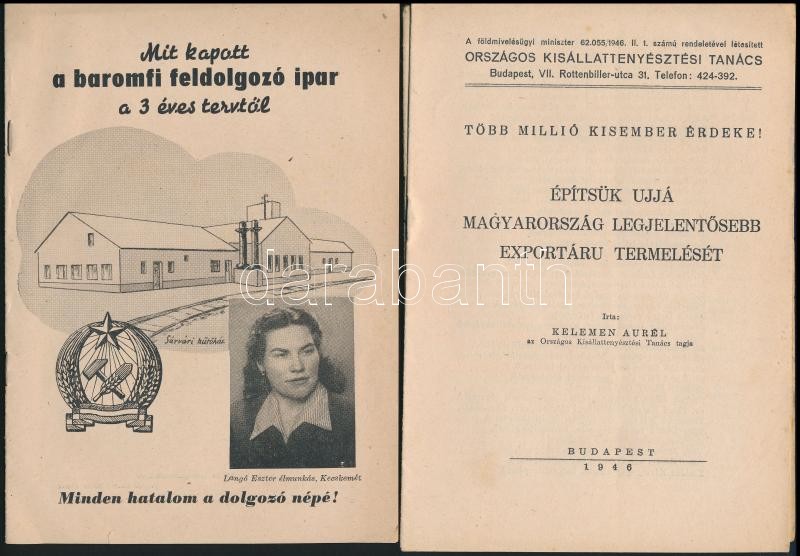 Mit kapott
a baromfi feldolgozó ipar
a 3 éves tervtől
Sárvári hűtőház
Langó Eszter élmunkás, Kecskemét
Minden hatalom a dolgozó népé!
A földmívelésügyi miniszter 62.055/1946. II. 1. számú rendeletével létesített
ORSZÁGOS KISÁLLATTENYÉSZTÉSI TANÁCS
Budapest, VII. Rottenbiller-utca 31. Telefon: 424-392.
TÖBB MILLIÓ KISEMBER ÉRDEKE!
ÉPÍTSÜK UJJÁ
MAGYARORSZÁG LEGJELENTŐSEBB
EXPORTÁRU TERMELÉSÉT
Irta:
KELEMEN AURÉL
az Országos Kisállattenyésztési Tanács tagja
BUDAPEST
1946
darabanth